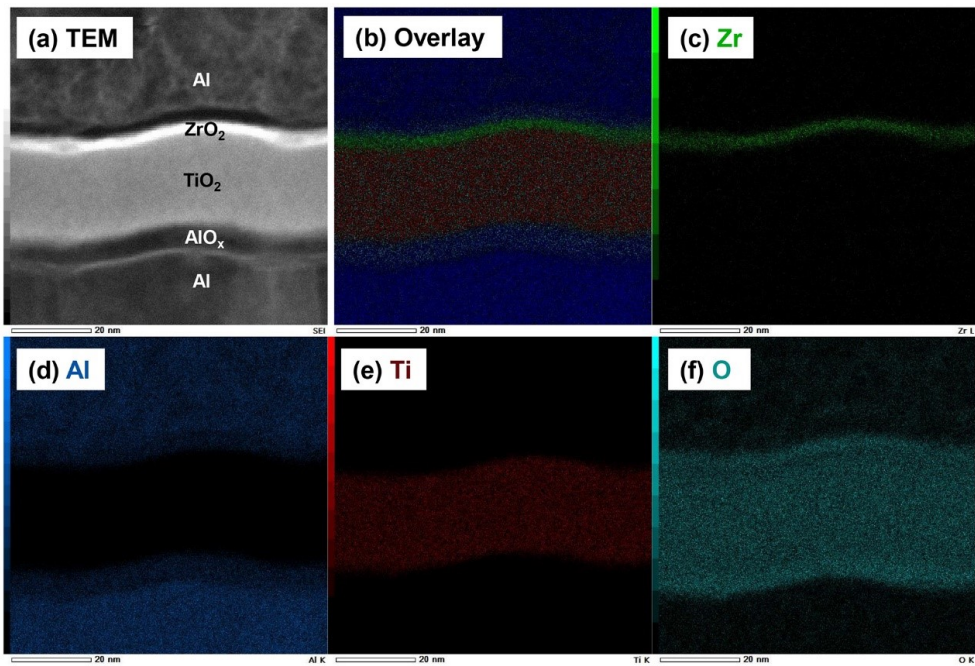 (a) TEM
Al
ZrO₂
TiO₂
AlOₓ
Al
20 nm
SEI
(b) Overlay
20 nm
(c) Zr
20 nm
Zr L
(d) Al
20 nm
Al K
(e) Ti
20 nm
Ti K
(f) O
20 nm
O K